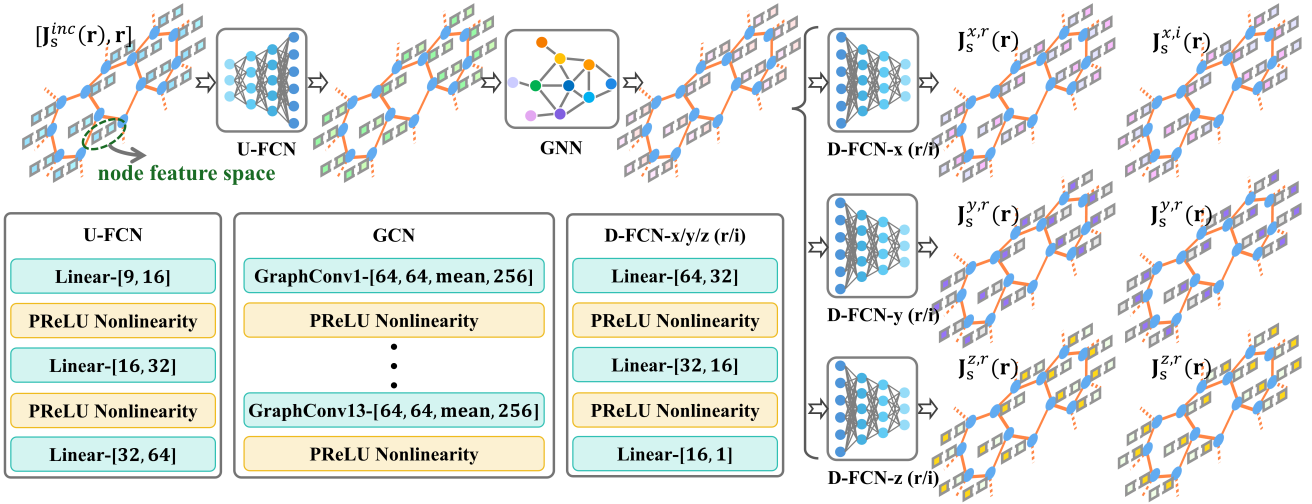 [J_s^{inc}(r), r]
U-FCN
GNN
node feature space
D-FCN-x (r/i)
J_s^{x,r}(r)
J_s^{x,i}(r)
D-FCN-y (r/i)
J_s^{y,r}(r)
J_s^{y,r}(r)
D-FCN-z (r/i)
J_s^{z,r}(r)
J_s^{z,r}(r)
U-FCN
Linear-[9, 16]
PReLU Nonlinearity
Linear-[16, 32]
PReLU Nonlinearity
Linear-[32, 64]
GCN
GraphConv1-[64, 64, mean, 256]
PReLU Nonlinearity
GraphConv13-[64, 64, mean, 256]
PReLU Nonlinearity
D-FCN-x/y/z (r/i)
Linear-[64, 32]
PReLU Nonlinearity
Linear-[32, 16]
PReLU Nonlinearity
Linear-[16, 1]